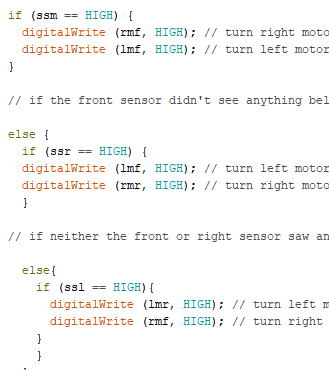 if (ssm == HIGH) {
digitalWrite (rmf, HIGH); // turn right moto
digitalWrite (lmf, HIGH); // turn left motor
}
// if the front sensor didn't see anything bel
else {
if (ssr == HIGH) {
digitalWrite (lmf, HIGH); // turn left motor
digitalWrite (rmr, HIGH); // turn right moto
}
// if neither the front or right sensor saw an
else{
if (ssl == HIGH){
digitalWrite (lmr, HIGH); // turn left m
digitalWrite (rmf, HIGH); // turn right
}
}